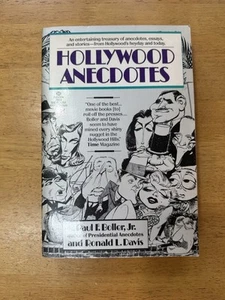 An entertaining treasury of anecdotes, essays,
and stories—from Hollywood's heyday and today.
HOLLYWOOD
ANECDOTES
"One of the best...
movie books [to]
roll off the presses...
Boller and Davis
seem to have
mined every shiny
nugget in the
Hollywood Hills."
Time Magazine
Paul F. Boller, Jr.
Presidential Anecdotes
and Ronald L. Davis